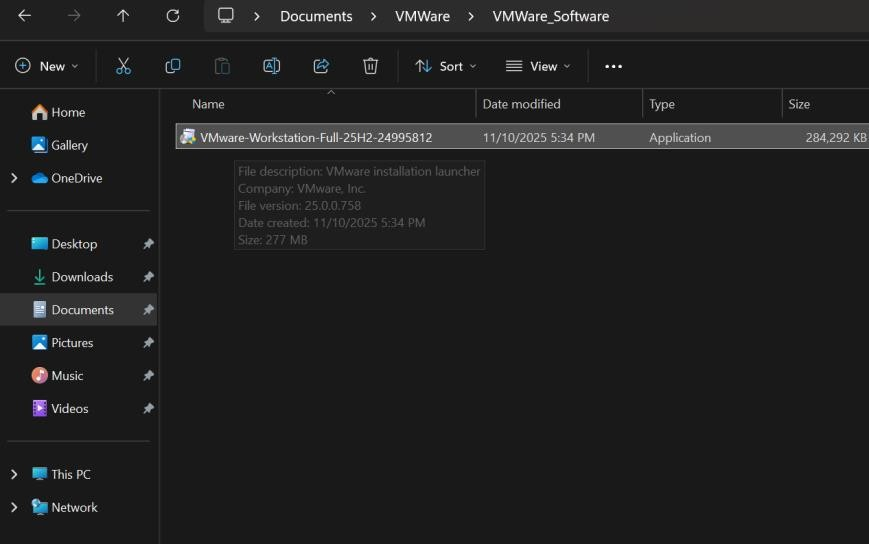 Documents > VMWare > VMWare_Software
New Sort View ...
Name Date modified Type Size
VMware-Workstation-Full-25H2-24995812 11/10/2025 5:34 PM Application 284,292 KB
File description: VMware installation launcher
Company: VMware, Inc.
File version: 25.0.0.758
Date created: 11/10/2025 5:34 PM
Size: 277 MB
Home
Gallery
OneDrive
Desktop
Downloads
Documents
Pictures
Music
Videos
This PC
Network